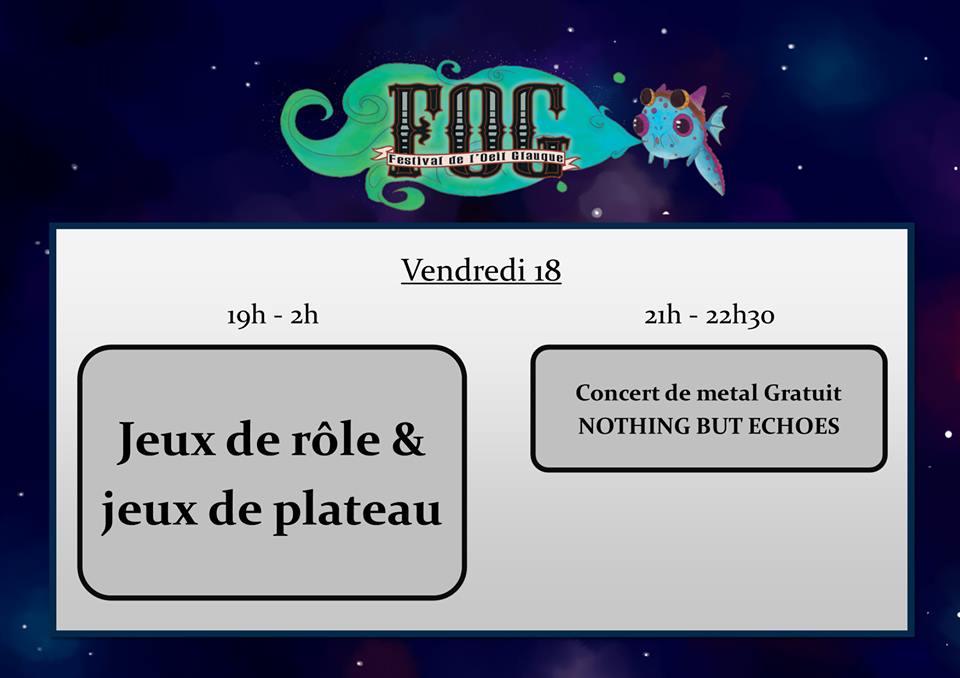 FOG
Festival de l'Oeil Glauque
Vendredi 18
19h - 2h
Jeux de rôle &
jeux de plateau
21h - 22h30
Concert de metal Gratuit
NOTHING BUT ECHOES